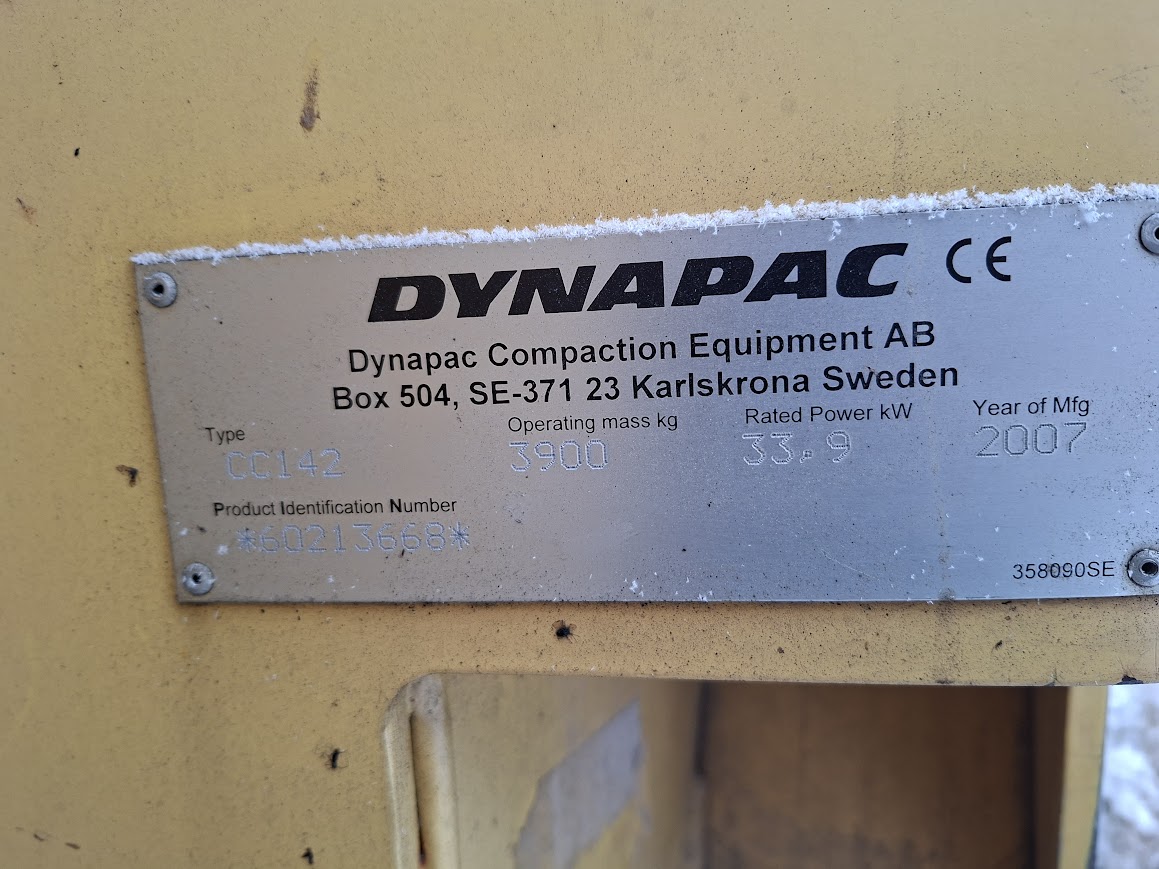 DYNAPAC CE
Dynapac Compaction Equipment AB
Box 504, SE-371 23 Karlskrona Sweden
Type Operating mass kg Rated Power kW Year of Mfg
CC142 3900 33,9 2007
Product Identification Number
*60213668*
358090SE